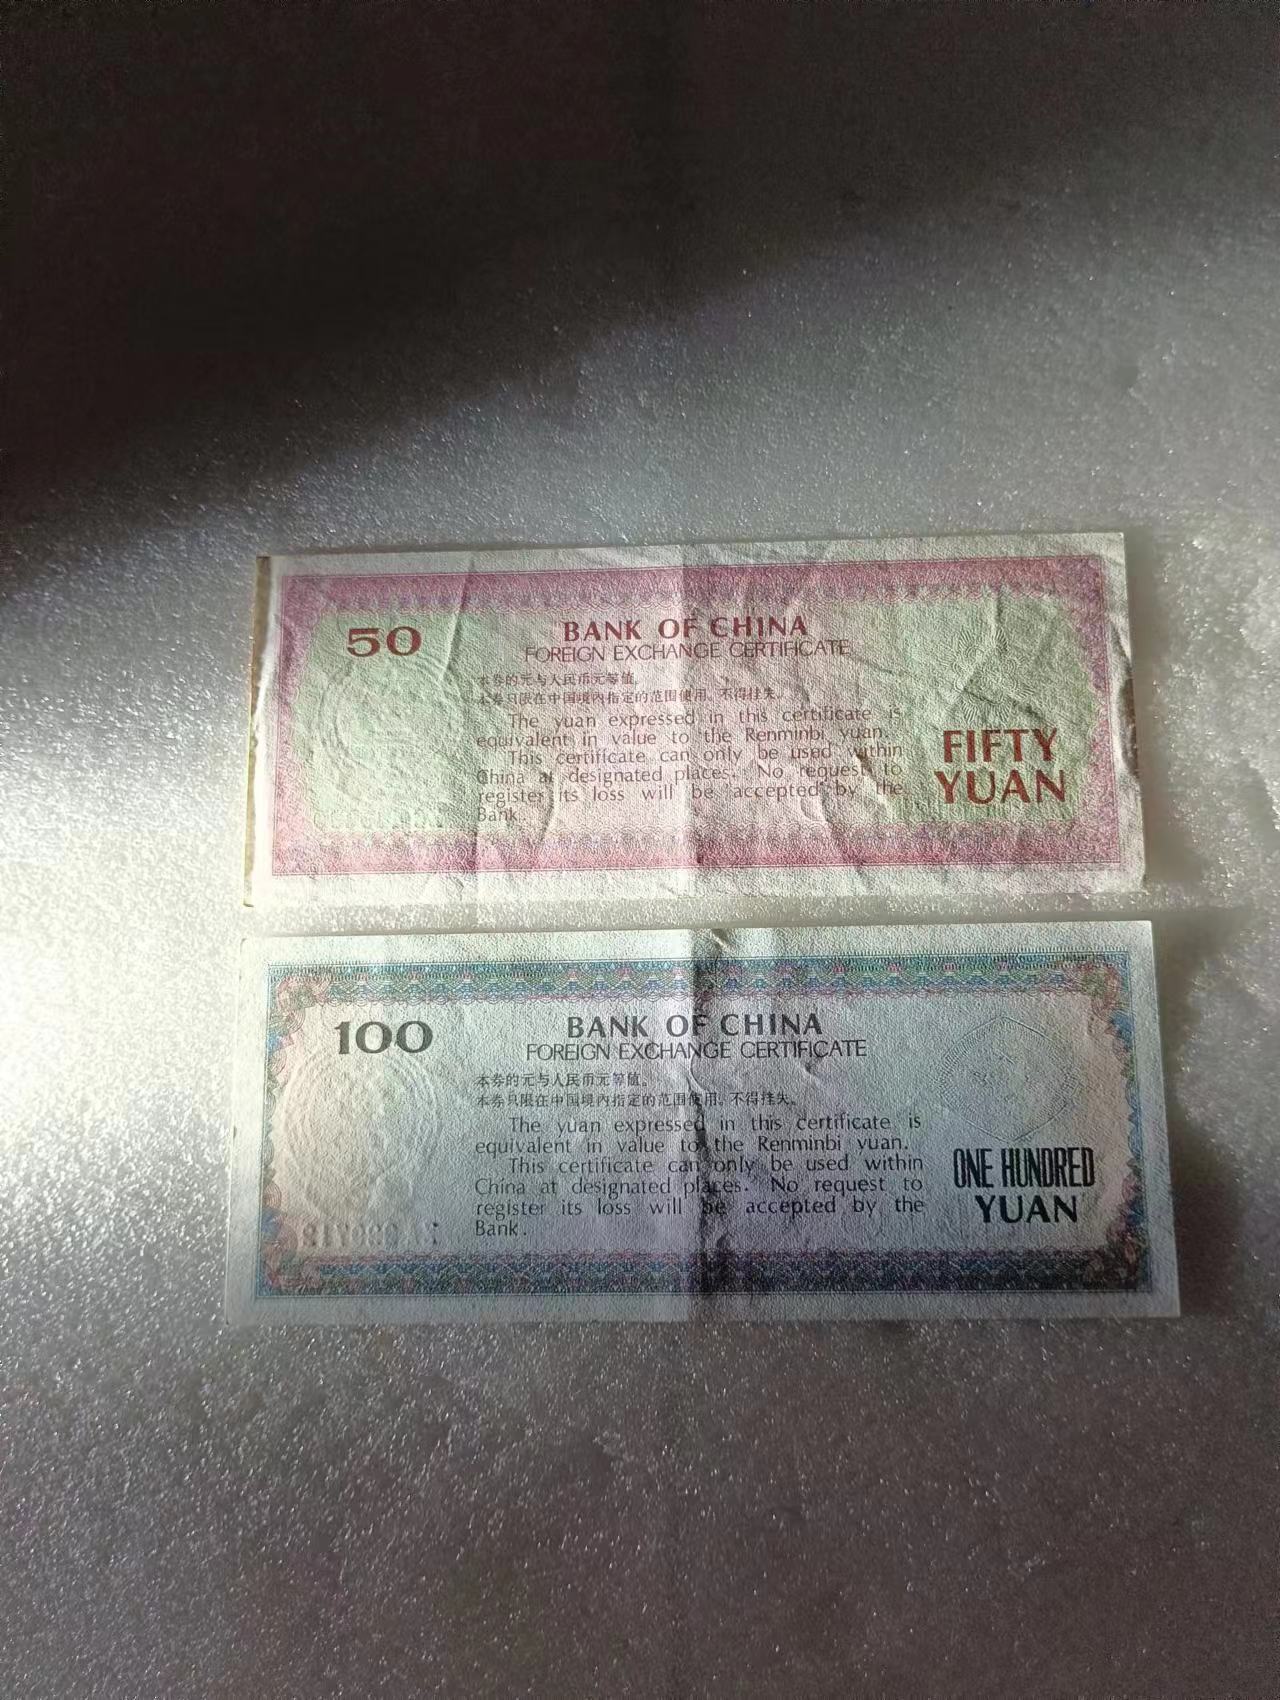 50
BANK OF CHINA
FOREIGN EXCHANGE CERTIFICATE
本券的元与人民币元等值。
本券只限在中国境内指定的范围使用，不得挂失。
The yuan expressed in this certificate is
equivalent in value to the Renminbi yuan.
This certificate can only be used within
China at designated places. No request to
register its loss will be accepted by the
Bank.
FIFTY
YUAN
100
BANK OF CHINA
FOREIGN EXCHANGE CERTIFICATE
本券的元与人民币元等值。
本券只限在中国境内指定的范围使用，不得挂失。
The yuan expressed in this certificate is
equivalent in value to the Renminbi yuan.
This certificate can only be used within
China at designated places. No request to
register its loss will be accepted by the
Bank.
ONE HUNDRED
YUAN